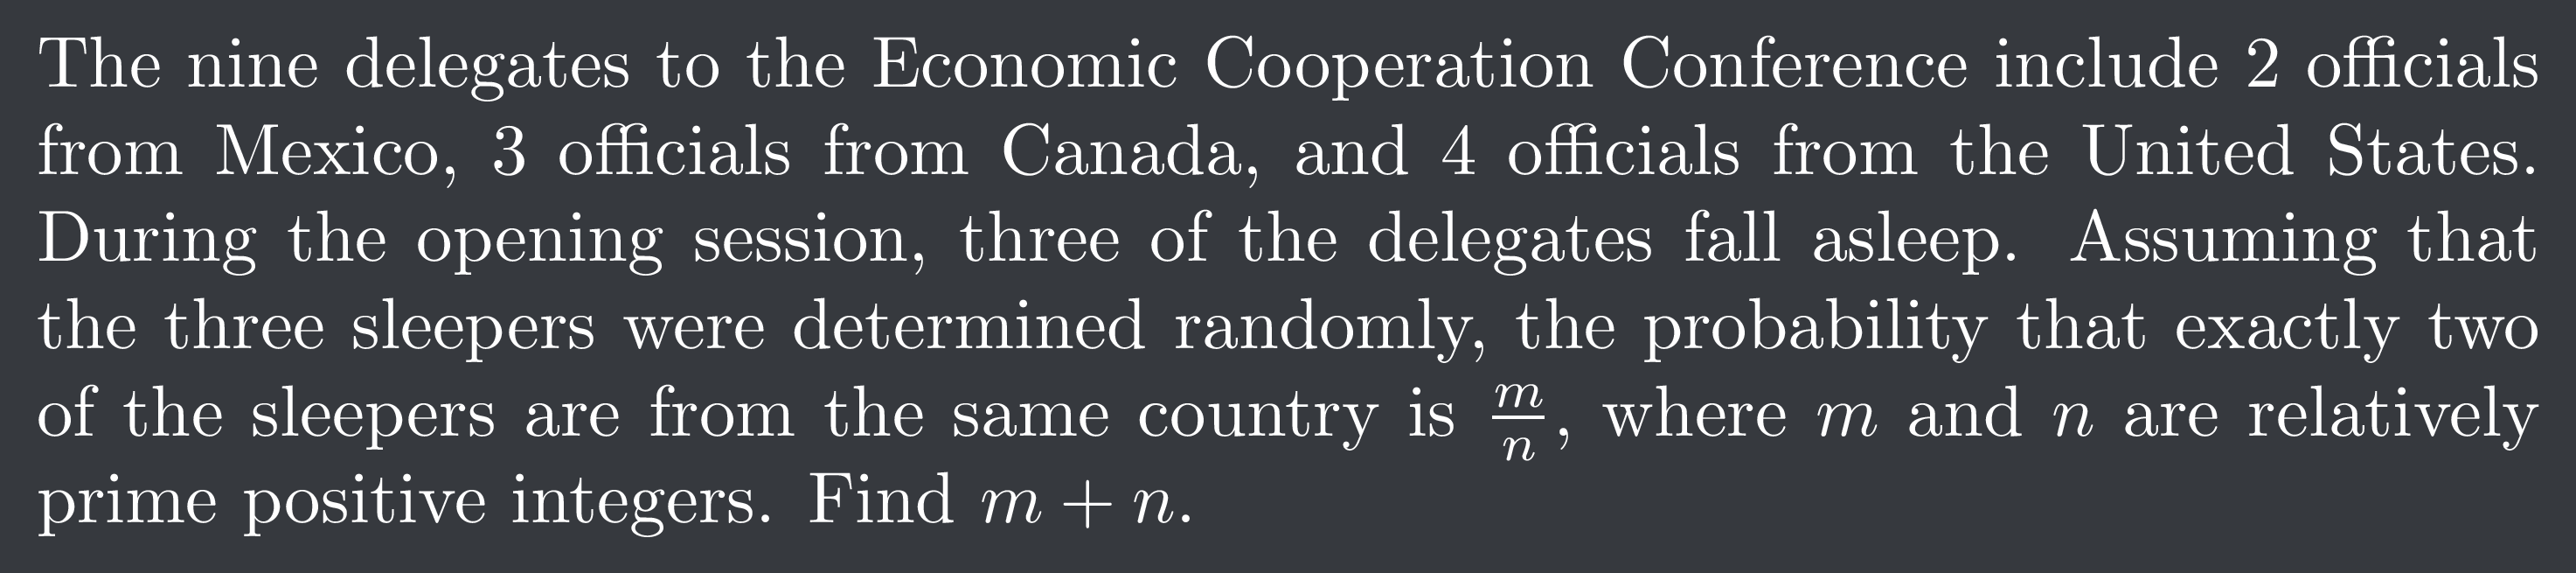 The nine delegates to the Economic Cooperation Conference include 2 officials
from Mexico, 3 officials from Canada, and 4 officials from the United States.
During the opening session, three of the delegates fall asleep. Assuming that
the three sleepers were determined randomly, the probability that exactly two
of the sleepers are from the same country is $\frac{m}{n}$, where $m$ and $n$ are relatively
prime positive integers. Find $m + n$.